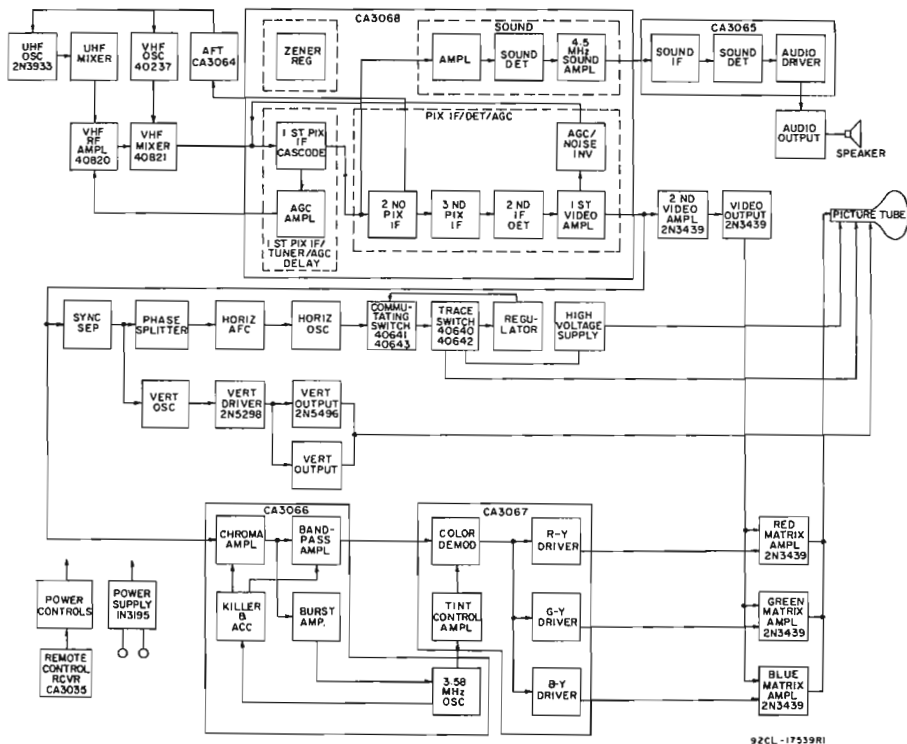 CA3068
SOUND
CA3065
UHF
OSC
2N3933
UHF
MIXER
VHF
OSC
40237
AFT
CA3064
ZENER
REG
AMPL
SOUND
DET
4.5
MHz
SOUND
AMPL
SOUND
IF
SOUND
DET
AUDIO
DRIVER
PIX IF/DET/AGC
VHF
RF
AMPL
40820
VHF
MIXER
40821
1 ST PIX
IF
CASCODE
AGC/
NOISE
INV
AUDIO
OUTPUT
SPEAKER
AGC
AMPL
2 NO
PIX
IF
3 ND
PIX
IF
2 ND
IF
DET
1 ST
VIDEO
AMPL
2 ND
VIDEO
AMPL
2N3439
VIDEO
OUTPUT
2N3439
PICTURE TUBE
1 ST PIX IF/
TUNER/AGC
DELAY
SYNC
SEP
PHASE
SPLITTER
HORIZ
AFC
HORIZ
OSC
COMMU-
TATING
SWITCH
40641
40643
TRACE
SWITCH
40640
40642
REGU-
LATOR
HIGH
VOLTAGE
SUPPLY
VERT
OSC
VERT
DRIVER
2N5298
VERT
OUTPUT
2N5496
VERT
OUTPUT
CA3066
CA3067
CHROMA
AMPL
BAND-
PASS
AMPL
COLOR
DEMOD
R-Y
DRIVER
RED
MATRIX
AMPL
2N3439
POWER
CONTROLS
POWER
SUPPLY
1N3195
KILLER
&
ACC
BURST
AMP.
TINT
CONTROL
AMPL
G-Y
DRIVER
GREEN
MATRIX
AMPL
2N3439
REMOTE
CONTROL
RCVR
CA3035
3.58
MHz
OSC
B-Y
DRIVER
BLUE
MATRIX
AMPL
2N3439
92CL-17539R1